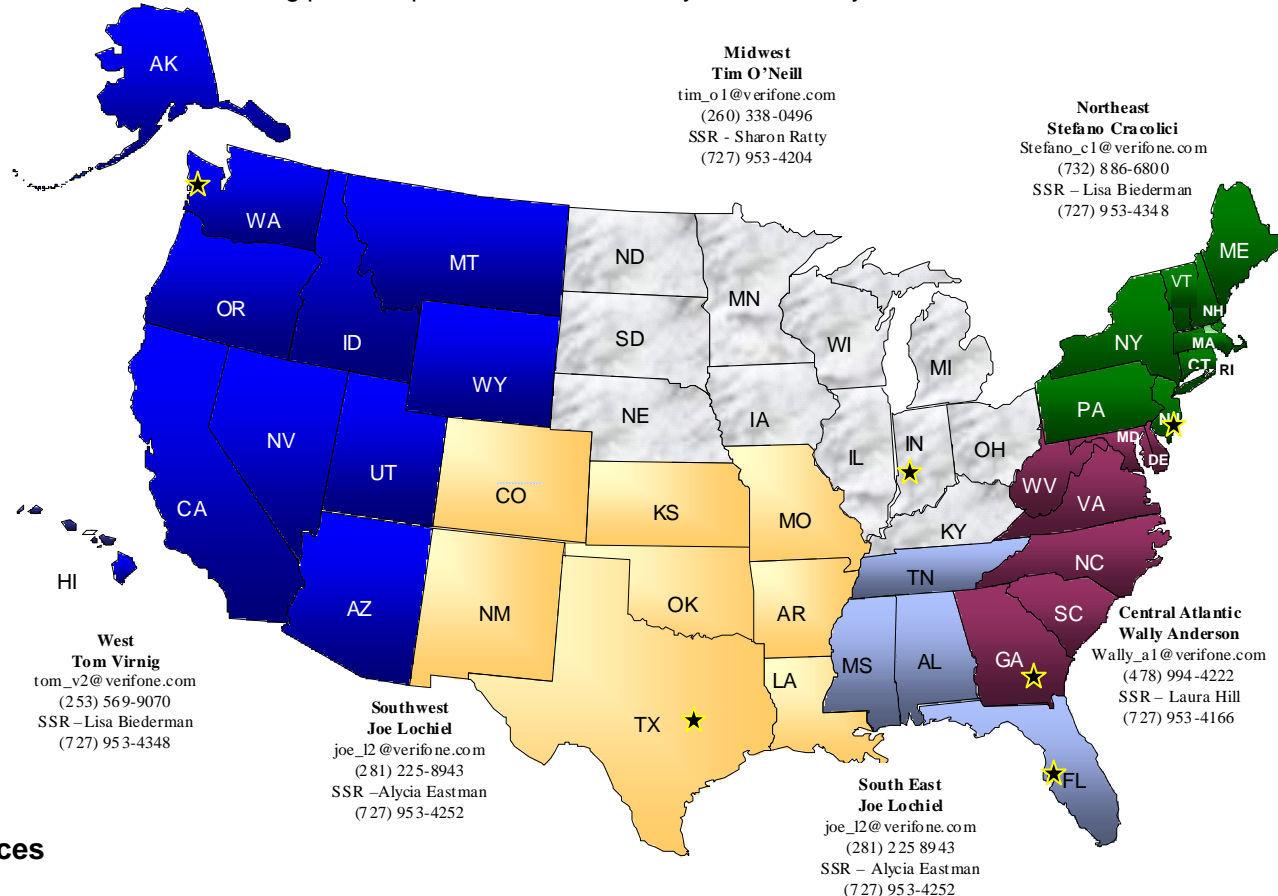 AK
Midwest
Tim O'Neill
tim_o1@verifone.com
(260) 338-0496
SSR - Sharon Ratty
(727) 953-4204
Northeast
Stefano Cracolici
Stefano_c1@verifone.com
(732) 886-6800
SSR – Lisa Biederman
(727) 953-4348
WA
MT
ND
MN
ME
VT
NH
OR
ID
SD
WI
MI
NY
MA
CT
RI
WY
NE
IA
PA
NV
UT
CO
IL
IN
OH
MD
DE
WV
VA
CA
KS
MO
KY
HI
AZ
NM
OK
AR
TN
NC
SC
MS
AL
GA
LA
TX
FL
West
Tom Virnig
tom_v2@verifone.com
(253) 569-9070
SSR –Lisa Biederman
(727) 953-4348
Southwest
Joe Lochiel
joe_l2@verifone.com
(281) 225-8943
SSR –Alycia Eastman
(727) 953-4252
Central Atlantic
Wally Anderson
Wally_a1@verifone.com
(478) 994-4222
SSR – Laura Hill
(727) 953-4166
South East
Joe Lochiel
joe_l2@verifone.com
(281) 225 8943
SSR – Alycia Eastman
(727) 953-4252
ces